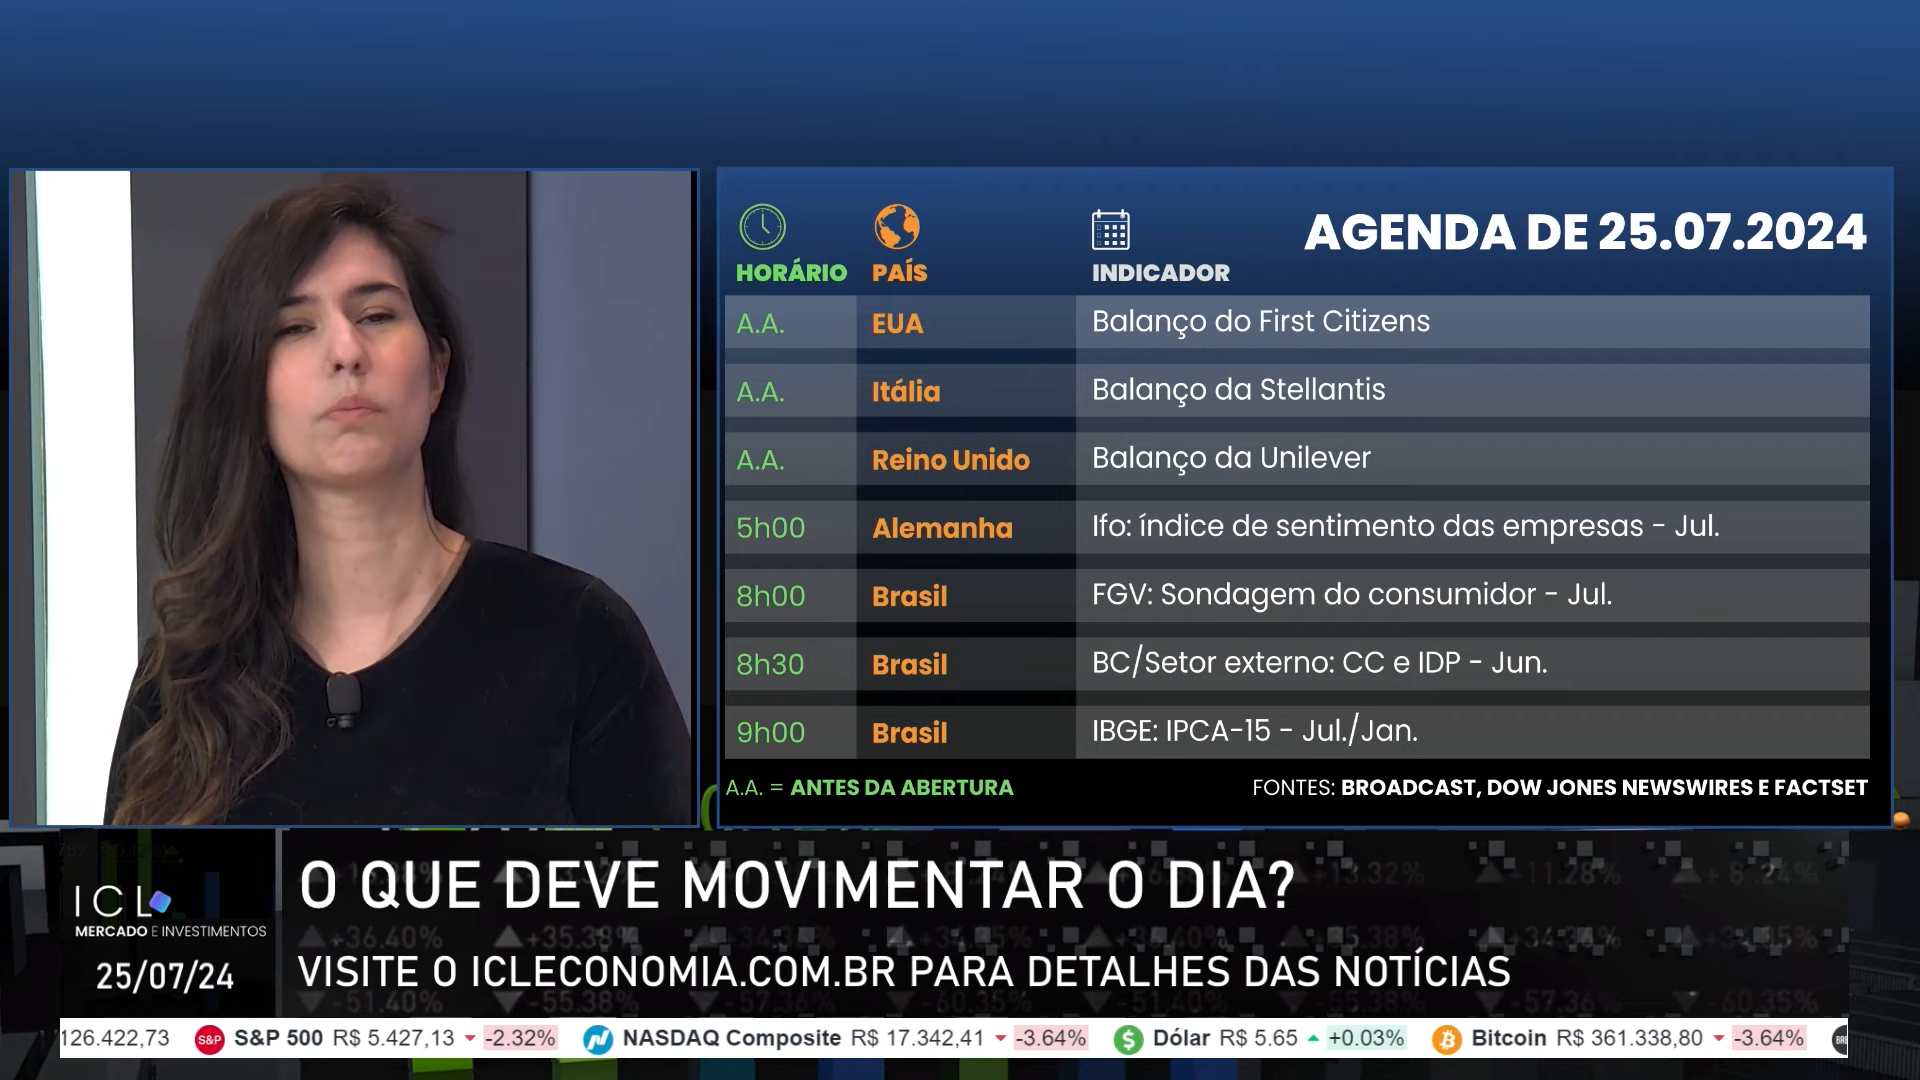 AGENDA DE 25.07.2024
HORÁRIO PAÍS INDICADOR
A.A. EUA Balanço do First Citizens
A.A. Itália Balanço da Stellantis
A.A. Reino Unido Balanço da Unilever
5h00 Alemanha Ifo: índice de sentimento das empresas - Jul.
8h00 Brasil FGV: Sondagem do consumidor - Jul.
8h30 Brasil BC/Setor externo: CC e IDP - Jun.
9h00 Brasil IBGE: IPCA-15 - Jul./Jan.
A.A. = ANTES DA ABERTURA FONTES: BROADCAST, DOW JONES NEWSWIRES E FACTSET
O QUE DEVE MOVIMENTAR O DIA?
ICL
MERCADO E INVESTIMENTOS
25/07/24
VISITE O ICLECONOMIA.COM.BR PARA DETALHES DAS NOTÍCIAS
126.422,73 S&P S&P 500 R$ 5.427,13 -2.32% NASDAQ Composite R$ 17.342,41 -3.64% $ Dólar R$ 5.65 +0.03% Bitcoin R$ 361.338,80 -3.64%